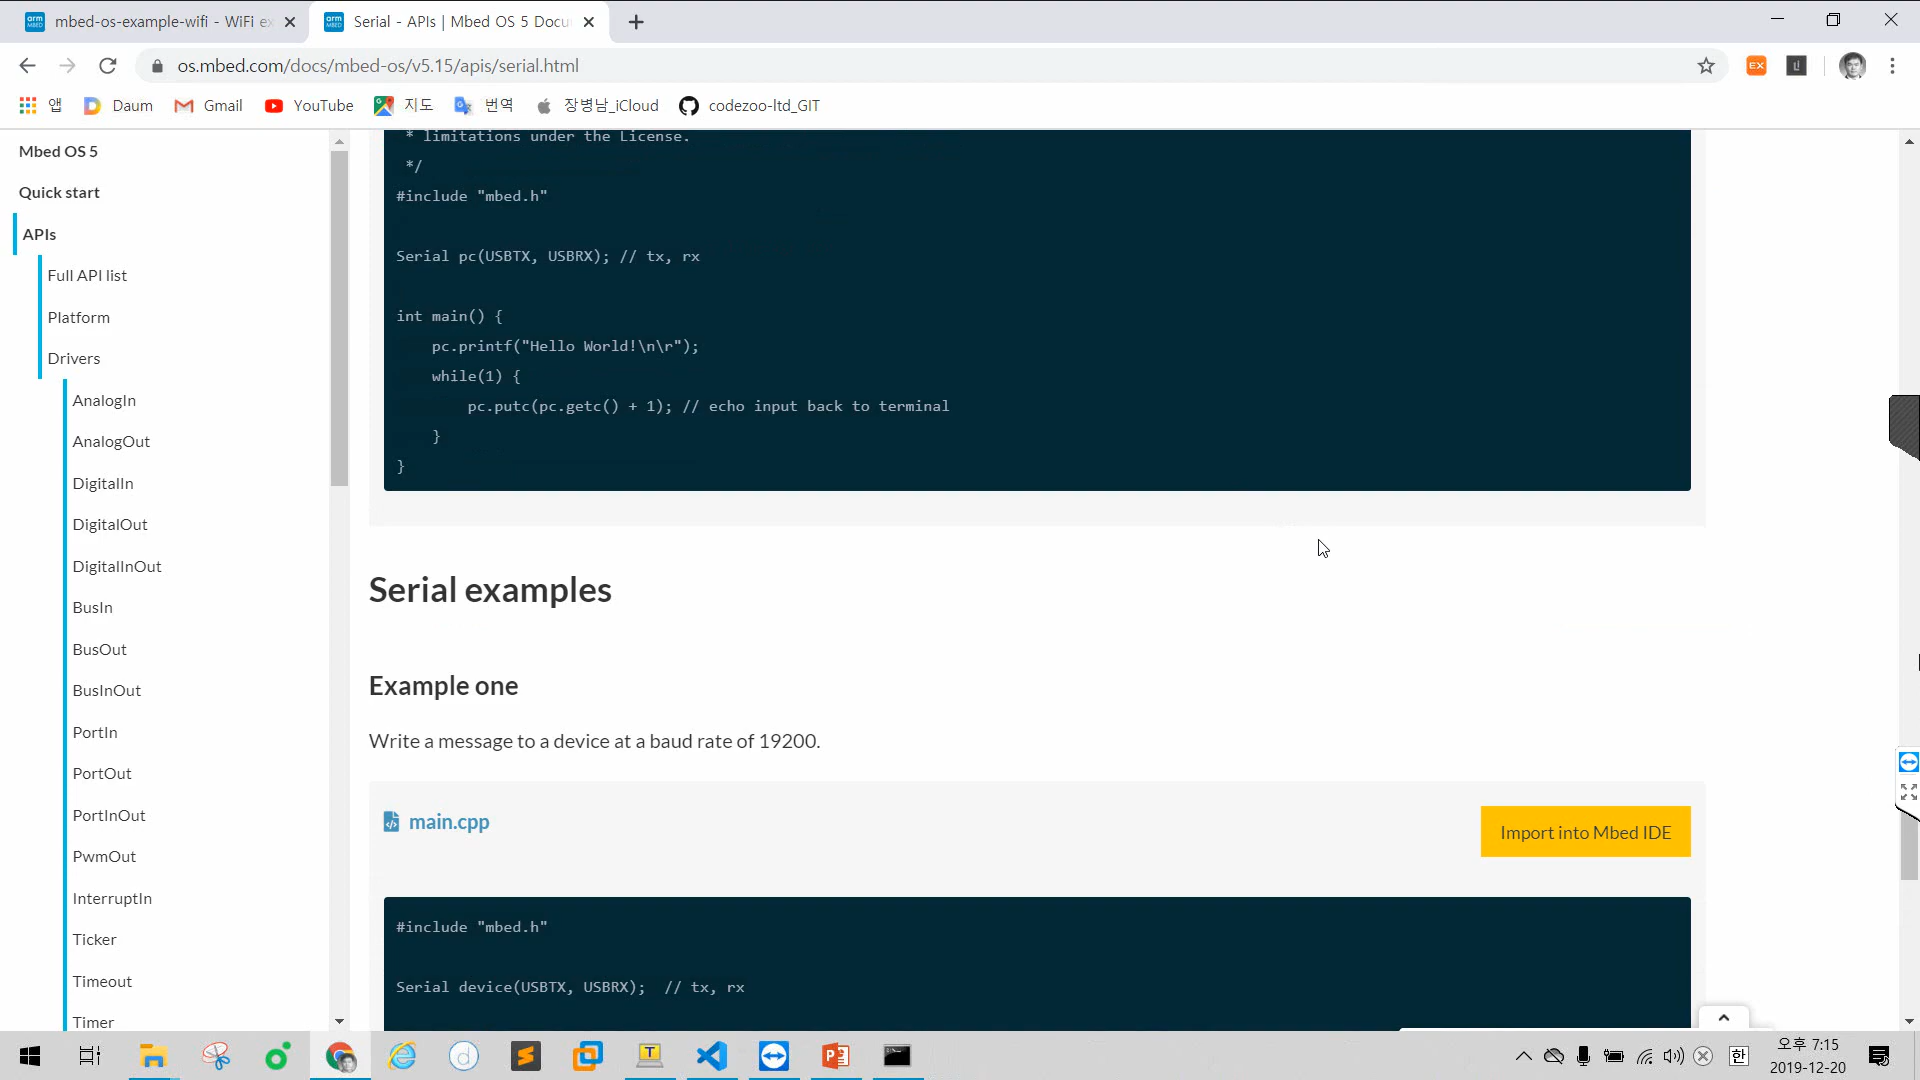 mbed-os-example-wifi - WiFi ex
Serial - APIs | Mbed OS 5 Docu
os.mbed.com/docs/mbed-os/v5.15/apis/serial.html
앱
Daum
Gmail
YouTube
지도
번역
장병남_iCloud
codezoo-ltd_GIT
Mbed OS 5
Quick start
APIs
Full API list
Platform
Drivers
AnalogIn
AnalogOut
DigitalIn
DigitalOut
DigitalInOut
BusIn
BusOut
BusInOut
PortIn
PortOut
PortInOut
PwmOut
InterruptIn
Ticker
Timeout
Timer
* limitations under the License.
*/
#include "mbed.h"
Serial pc(USBTX, USBRX); // tx, rx
int main() {
    pc.printf("Hello World!\n\r");
    while(1) {
        pc.putc(pc.getc() + 1); // echo input back to terminal
    }
}
Serial examples
Example one
Write a message to a device at a baud rate of 19200.
main.cpp
Import into Mbed IDE
#include "mbed.h"
Serial device(USBTX, USBRX);  // tx, rx
한
오후 7:15
2019-12-20